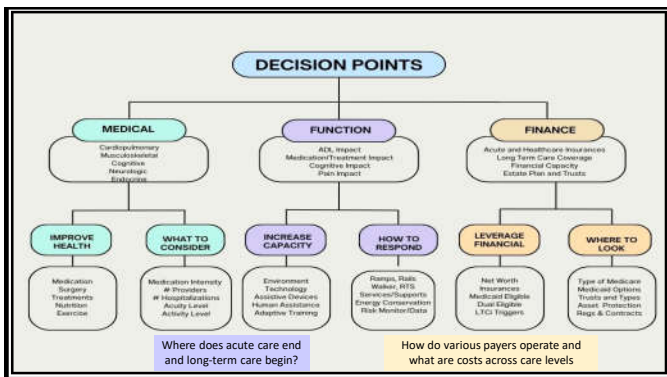 DECISION POINTS
MEDICAL
Cardiopulmonary
Musculoskeletal
Cognitive
Neurologic
Endocrine
FUNCTION
ADL Impact
Medication/Treatment Impact
Cognitive Impact
Pain Impact
FINANCE
Acute and Healthcare Insurances
Long Term Care Coverage
Financial Capacity
Estate Plan and Trusts
IMPROVE
HEALTH
Medication
Surgery
Treatments
Nutrition
Exercise
WHAT TO
CONSIDER
Medication Intensity
# Providers
# Hospitalizations
Acuity Level
Activity Level
INCREASE
CAPACITY
Environment
Technology
Assistive Devices
Human Assistance
Adaptive Training
HOW TO
RESPOND
Ramps, Rails
Walker, RTS
Services/Supports
Energy Conservation
Risk Monitor/Data
LEVERAGE
FINANCIAL
Net Worth
Insurances
Medicaid Eligible
Dual Eligible
LTCI Triggers
WHERE TO
LOOK
Type of Medicare
Medicaid Options
Trusts and Types
Asset Protection
Regs & Contracts
Where does acute care end
and long-term care begin?
How do various payers operate and
what are costs across care levels